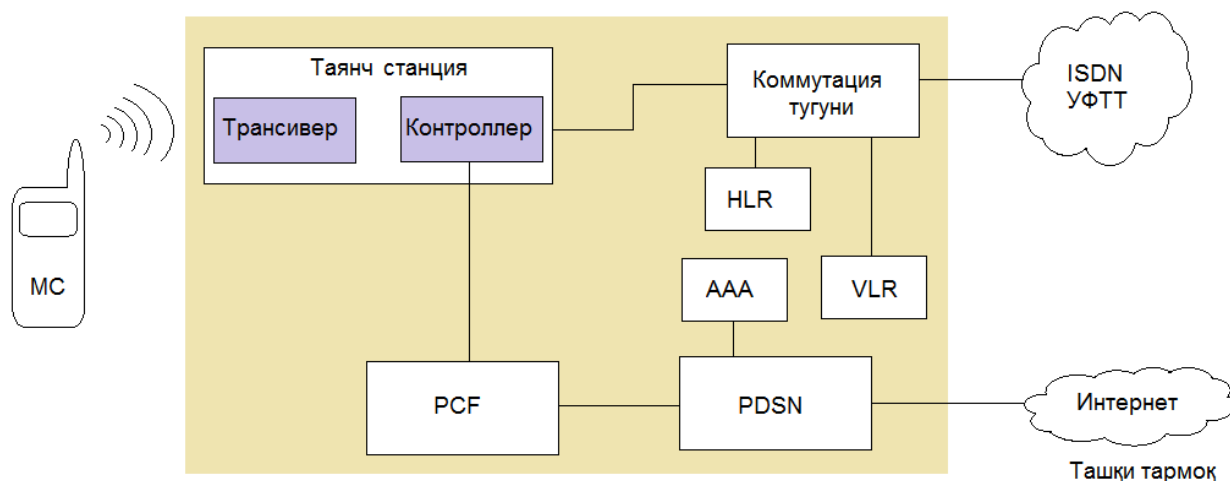 Таянч станция
Трансивер
Контроллер
Коммутация
тугуни
ISDN
УФТТ
HLR
МС
AAA
VLR
PCF
PDSN
Интернет
Ташқи тармоқ